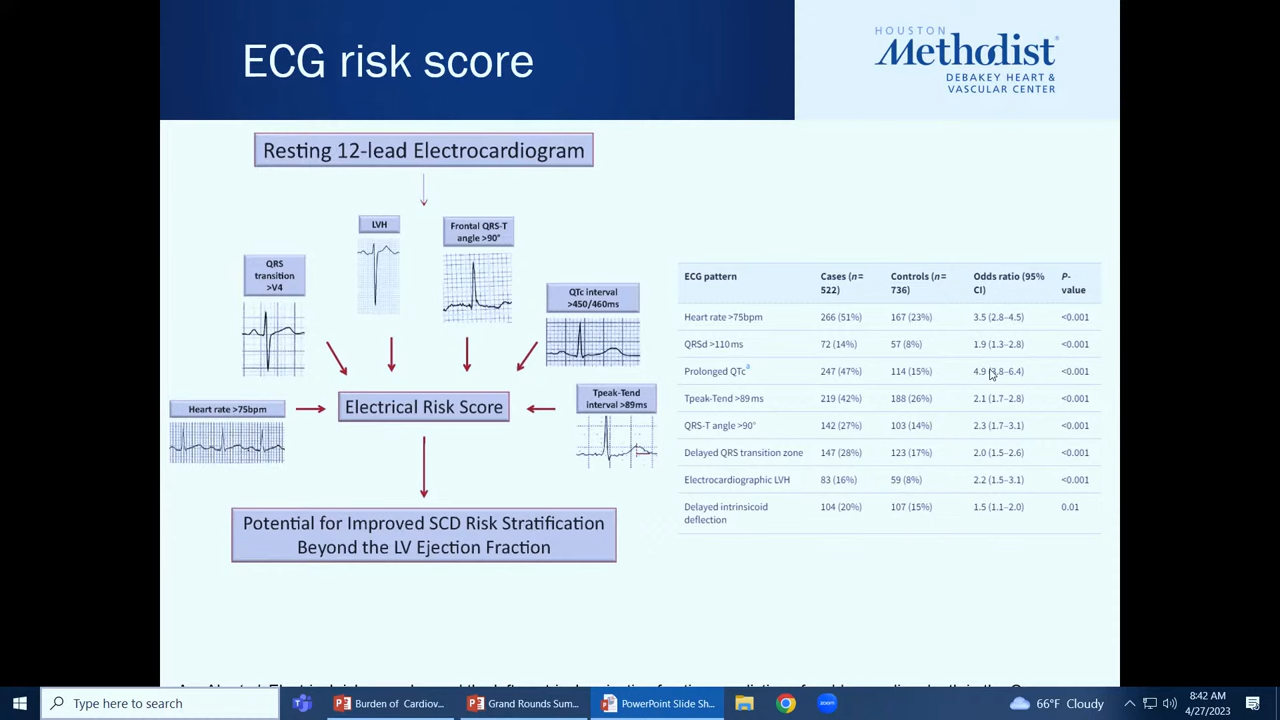 ECG risk score
HOUSTON
Methodist
DEBAKEY HEART &
VASCULAR CENTER
Resting 12-lead Electrocardiogram
LVH
Frontal QRS-T
angle >90°
QRS
transition
>V4
QTc interval
>450/460ms
Tpeak-Tend
interval >89ms
Heart rate >75bpm
Electrical Risk Score
Potential for Improved SCD Risk Stratification
Beyond the LV Ejection Fraction
ECG pattern Cases (n= 522) Controls (n= 736) Odds ratio (95% CI) P-value
Heart rate >75bpm 266 (51%) 167 (23%) 3.5 (2.8–4.5) <0.001
QRSd >110ms 72 (14%) 57 (8%) 1.9 (1.3–2.8) <0.001
Prolonged QTcª 247 (47%) 114 (15%) 4.9 (3.8–6.4) <0.001
Tpeak-Tend >89ms 219 (42%) 188 (26%) 2.1 (1.7–2.8) <0.001
QRS-T angle >90° 142 (27%) 103 (14%) 2.3 (1.7–3.1) <0.001
Delayed QRS transition zone 147 (28%) 123 (17%) 2.0 (1.5–2.6) <0.001
Electrocardiographic LVH 83 (16%) 59 (8%) 2.2 (1.5–3.1) <0.001
Delayed intrinsicoid deflection 104 (20%) 107 (15%) 1.5 (1.1–2.0) 0.01
Type here to search
Burden of Cardiov...
Grand Rounds Sum...
PowerPoint Slide Sh...
zoom
66°F Cloudy
8:42 AM
4/27/2023